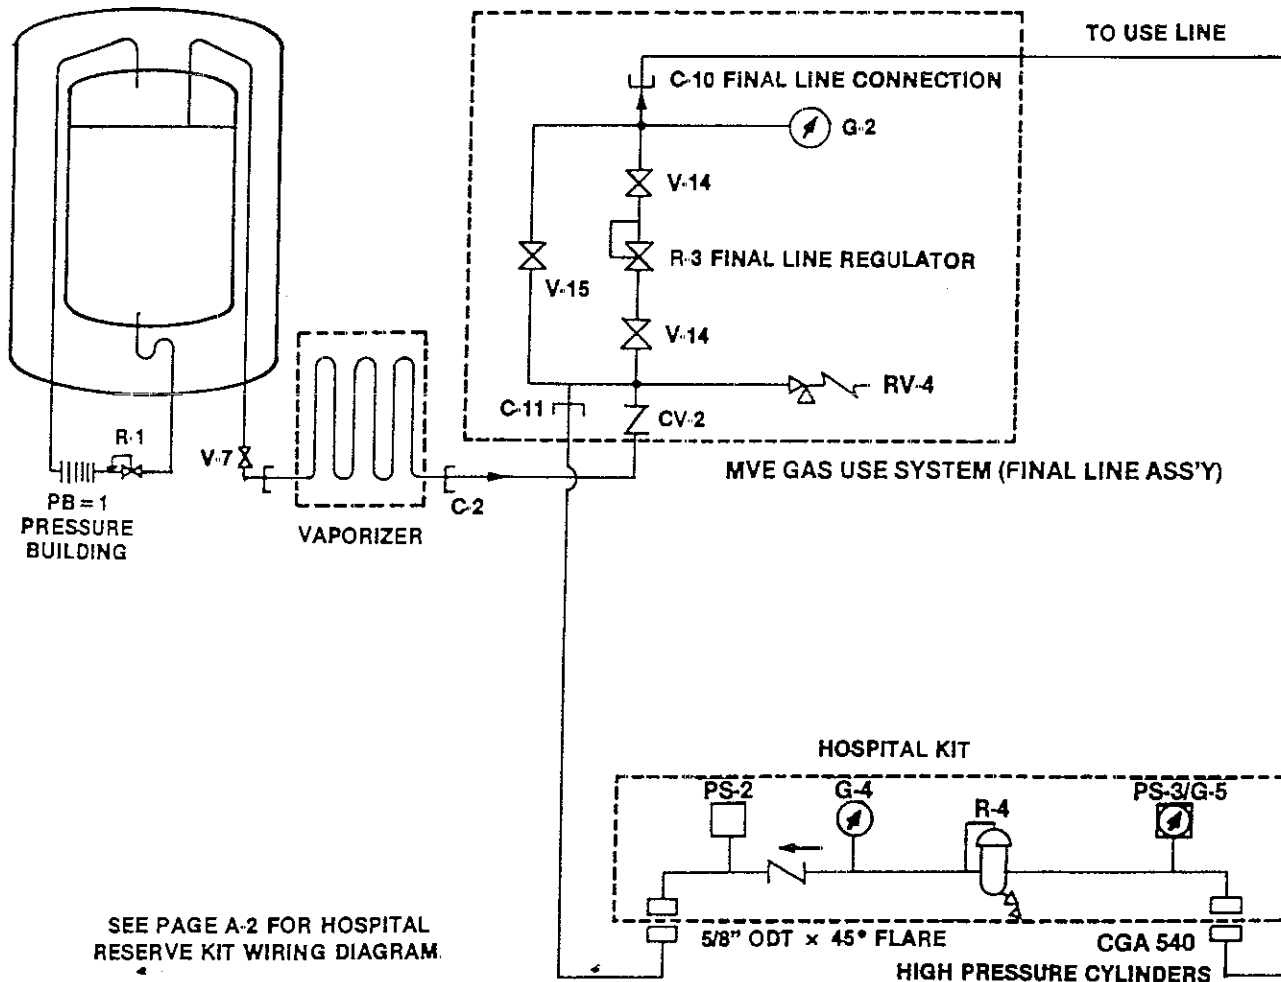 TO USE LINE
C-10 FINAL LINE CONNECTION
G-2
V-14
R-3 FINAL LINE REGULATOR
V-15
V-14
RV-4
C-11
CV-2
R-1
V-7
MVE GAS USE SYSTEM (FINAL LINE ASS'Y)
C-2
PB=1
PRESSURE
BUILDING
VAPORIZER
HOSPITAL KIT
PS-2
G-4
R-4
PS-3/G-5
SEE PAGE A-2 FOR HOSPITAL
RESERVE KIT WIRING DIAGRAM.
5/8" ODT x 45° FLARE
CGA 540
HIGH PRESSURE CYLINDERS